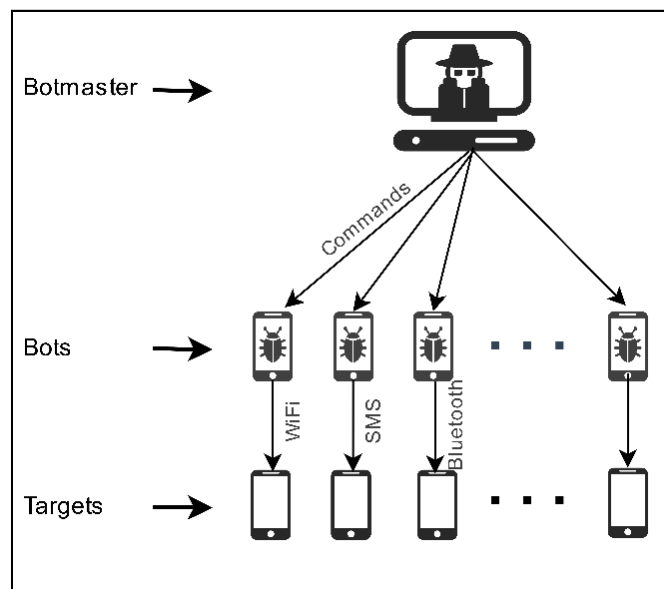 Botmaster
Commands
Bots
WiFi
SMS
Bluetooth
Targets